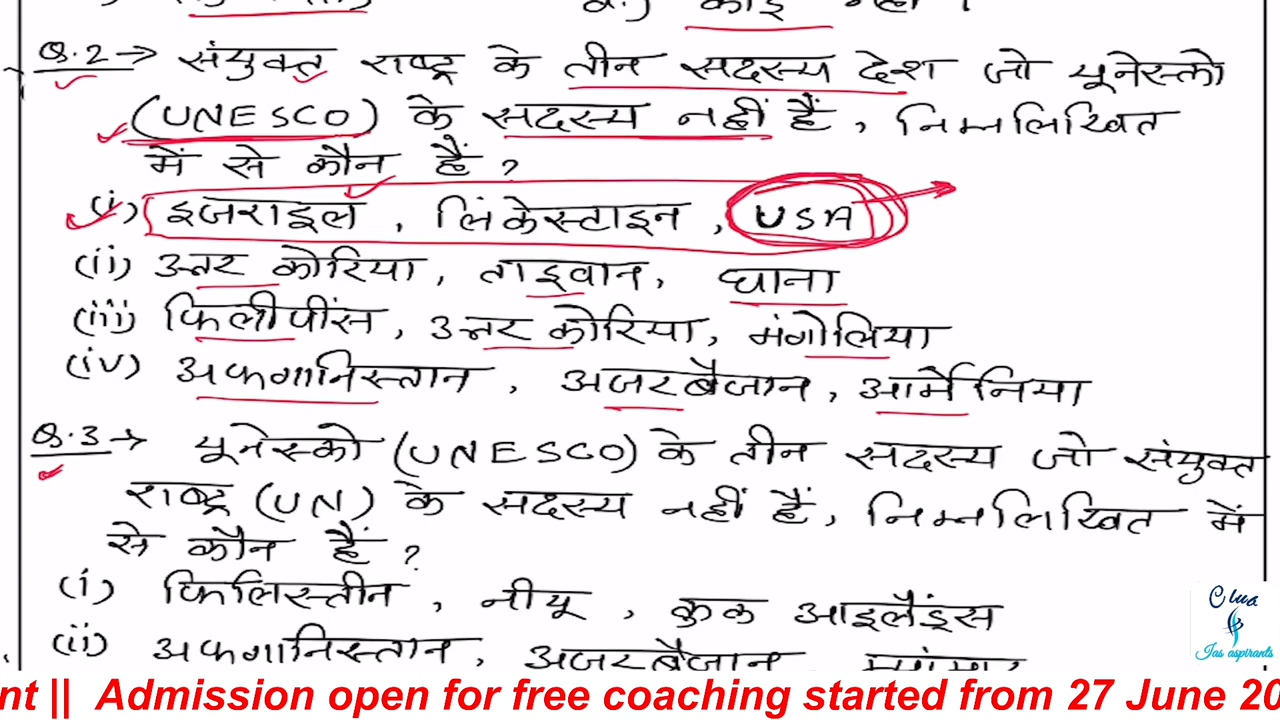 Q.2→ संयुक्त राष्ट्र के तीन सदस्य देश जो यूनेस्को
(UNESCO) के सदस्य नहीं हैं, निम्नलिखित
में से कौन हैं ?
(i) इजराइल, लिंकेस्टाइन, USA
(ii) उत्तर कोरिया, ताइवान, घाना
(iii) फिलीपींस, उत्तर कोरिया, मंगोलिया
(iv) अफगानिस्तान, अजरबैजान, आर्मेनिया
Q.3→ यूनेस्को (UNESCO) के तीन सदस्य जो संयुक्त
राष्ट्र (UN) के सदस्य नहीं हैं, निम्नलिखित में
से कौन हैं ?
(i) फिलिस्तीन, नीयू, कुक आइलैंड्स
(ii) अफगानिस्तान, अजरबैजान
Ias aspirants
nt || Admission open for free coaching started from 27 June 20